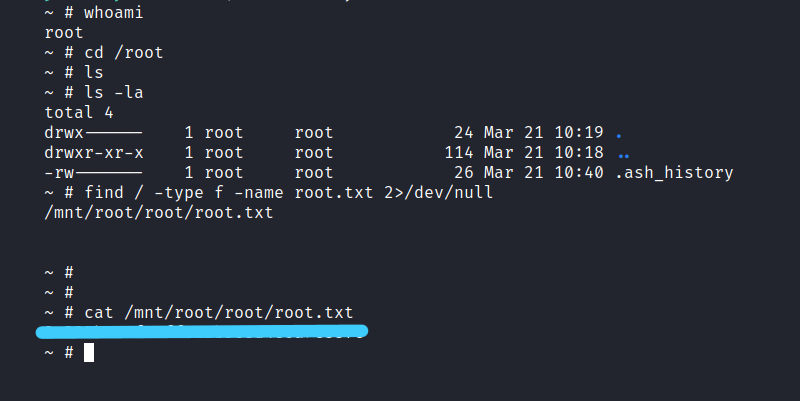 ~ # whoami
root
~ # cd /root
~ # ls
~ # ls -la
total 4
drwx------    1 root     root            24 Mar 21 10:19 .
drwxr-xr-x    1 root     root           114 Mar 21 10:18 ..
-rw-------    1 root     root            26 Mar 21 10:40 .ash_history
~ # find / -type f -name root.txt 2>/dev/null
/mnt/root/root/root.txt
~ #
~ #
~ # cat /mnt/root/root/root.txt
~ #